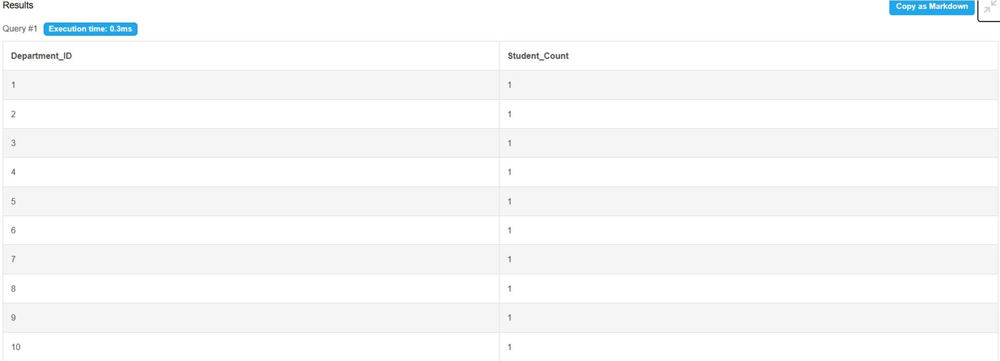 Results
Copy as Markdown
Query #1 Execution time: 0.3ms
Department_ID Student_Count
1 1
2 1
3 1
4 1
5 1
6 1
7 1
8 1
9 1
10 1